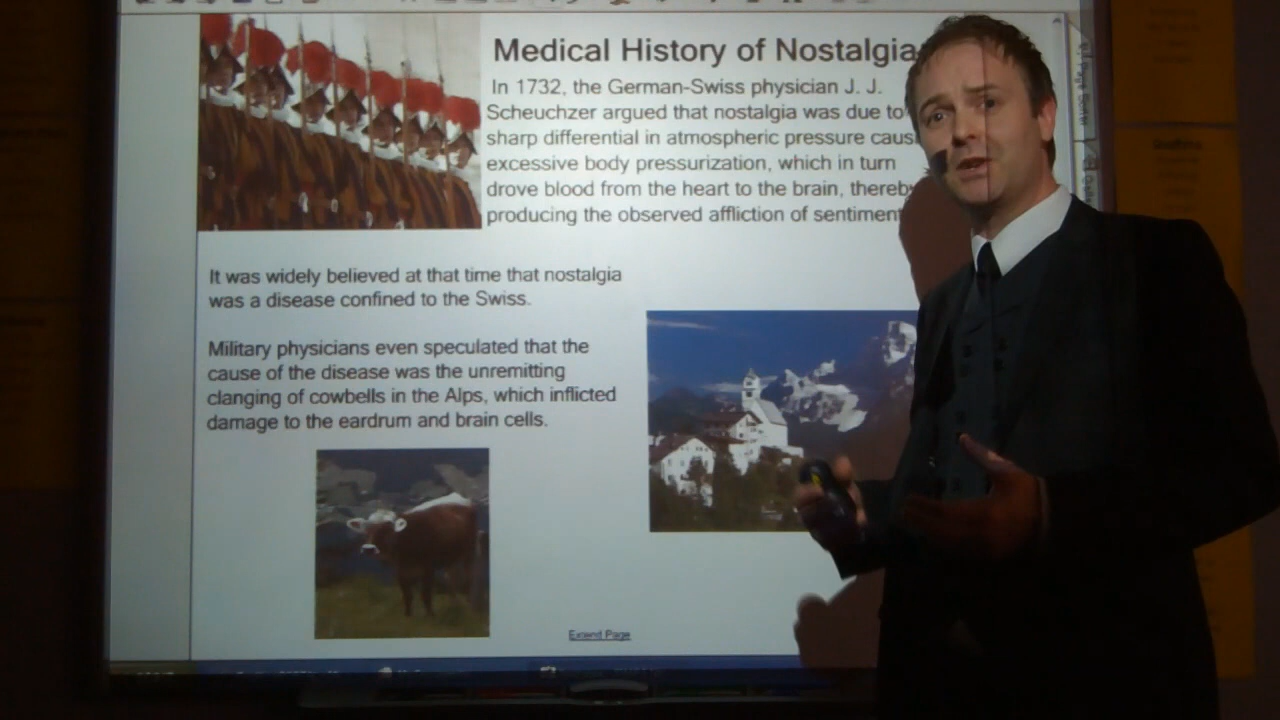 Medical History of Nostalgia
In 1732, the German-Swiss physician J. J.
Scheuchzer argued that nostalgia was due to
sharp differential in atmospheric pressure caus
excessive body pressurization, which in turn
drove blood from the heart to the brain, thereby
producing the observed affliction of sentiment
It was widely believed at that time that nostalgia
was a disease confined to the Swiss.
Military physicians even speculated that the
cause of the disease was the unremitting
clanging of cowbells in the Alps, which inflicted
damage to the eardrum and brain cells.
Extend Page